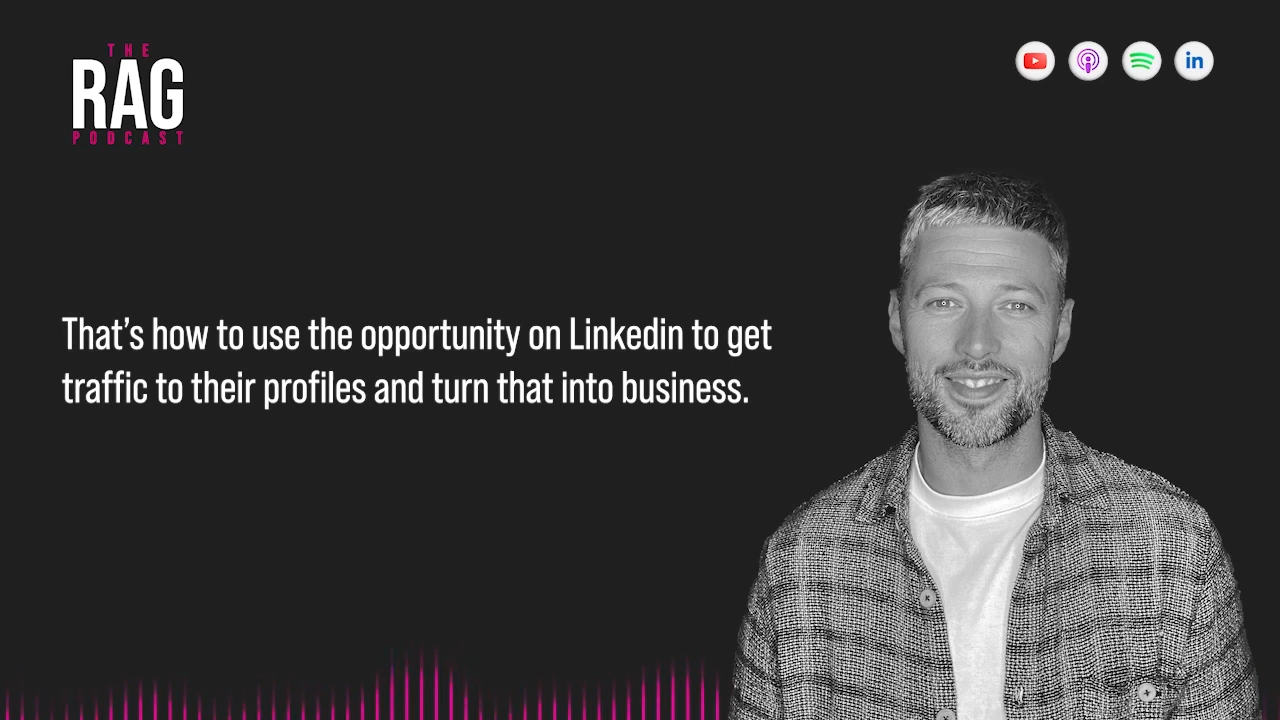 THE
RAG
PODCAST
in
That’s how to use the opportunity on Linkedin to get
traffic to their profiles and turn that into business.